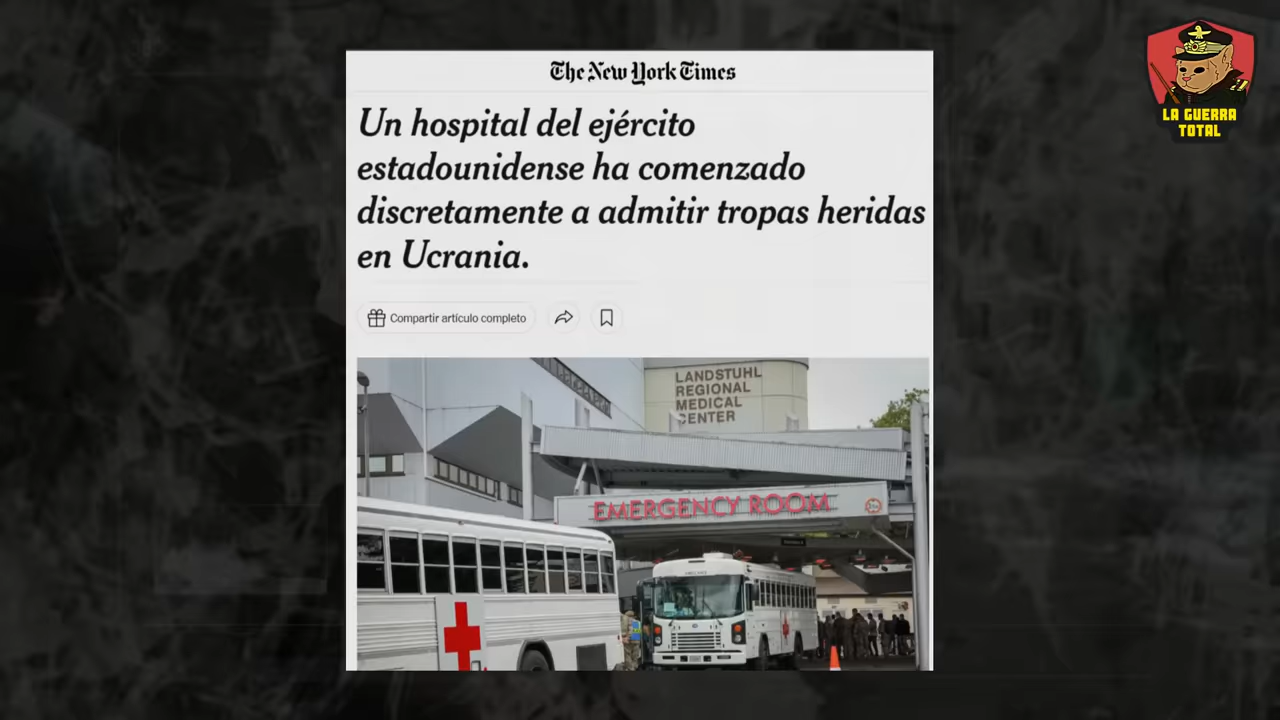 The New York Times
LA GUERRA
TOTAL
Un hospital del ejército
estadounidense ha comenzado
discretamente a admitir tropas heridas
en Ucrania.
Compartir artículo completo
LANDSTUHL
REGIONAL
MEDICAL
CENTER
EMERGENCY ROOM